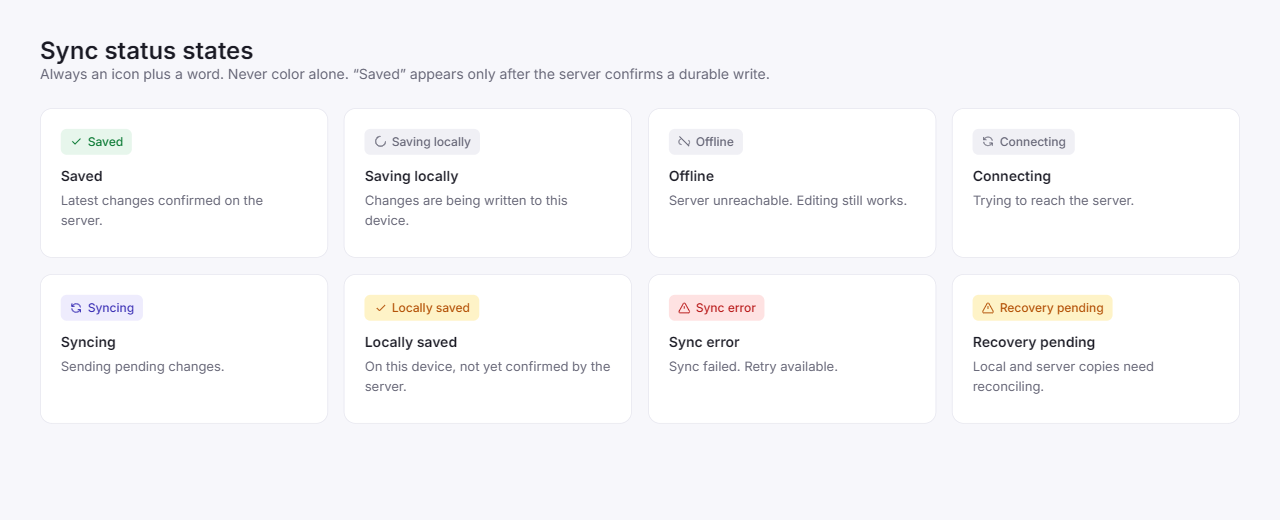 Sync status states
Always an icon plus a word. Never color alone. “Saved” appears only after the server confirms a durable write.
Saved
Saved
Latest changes confirmed on the
server.
Saving locally
Saving locally
Changes are being written to this
device.
Offline
Offline
Server unreachable. Editing still works.
Connecting
Connecting
Trying to reach the server.
Syncing
Syncing
Sending pending changes.
Locally saved
Locally saved
On this device, not yet confirmed by the
server.
Sync error
Sync error
Sync failed. Retry available.
Recovery pending
Recovery pending
Local and server copies need
reconciling.